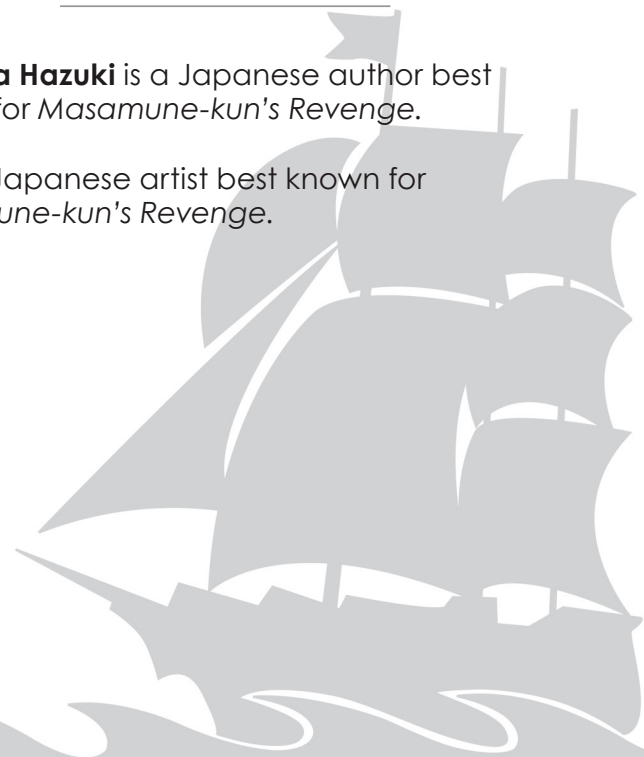 a Hazuki is a Japanese author best
for Masamune-kun's Revenge.
Japanese artist best known for
une-kun's Revenge.